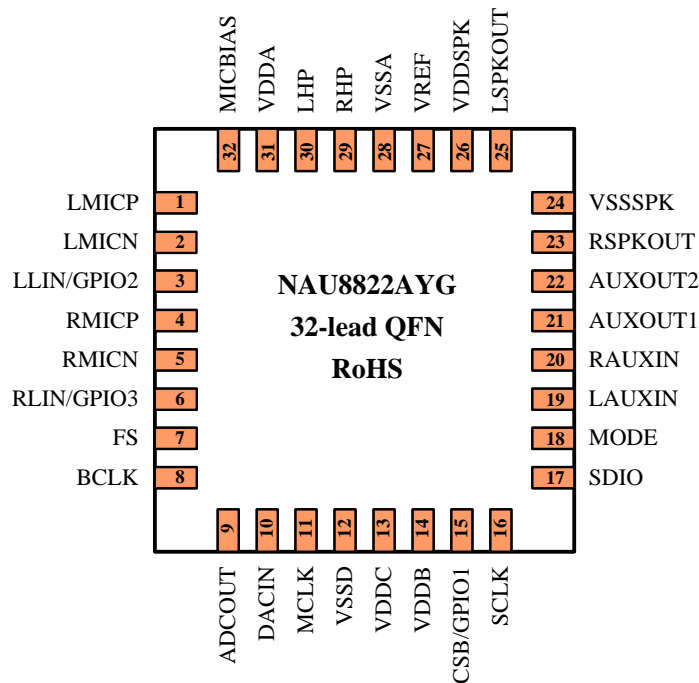 MICBIAS
VDDA
LHP
RHP
VSSA
VREF
VDDSPK
LSPKOUT
32
31
30
29
28
27
26
25
LMICP 1
LMICN 2
LLIN/GPIO2 3
RMICP 4
RMICN 5
RLIN/GPIO3 6
FS 7
BCLK 8
NAU8822AYG
32-lead QFN
RoHS
24 VSSSPK
23 RSPKOUT
22 AUXOUT2
21 AUXOUT1
20 RAUXIN
19 LAUXIN
18 MODE
17 SDIO
9
10
11
12
13
14
15
16
ADCOUT
DACIN
MCLK
VSSD
VDDC
VDDB
CSB/GPIO1
SCLK